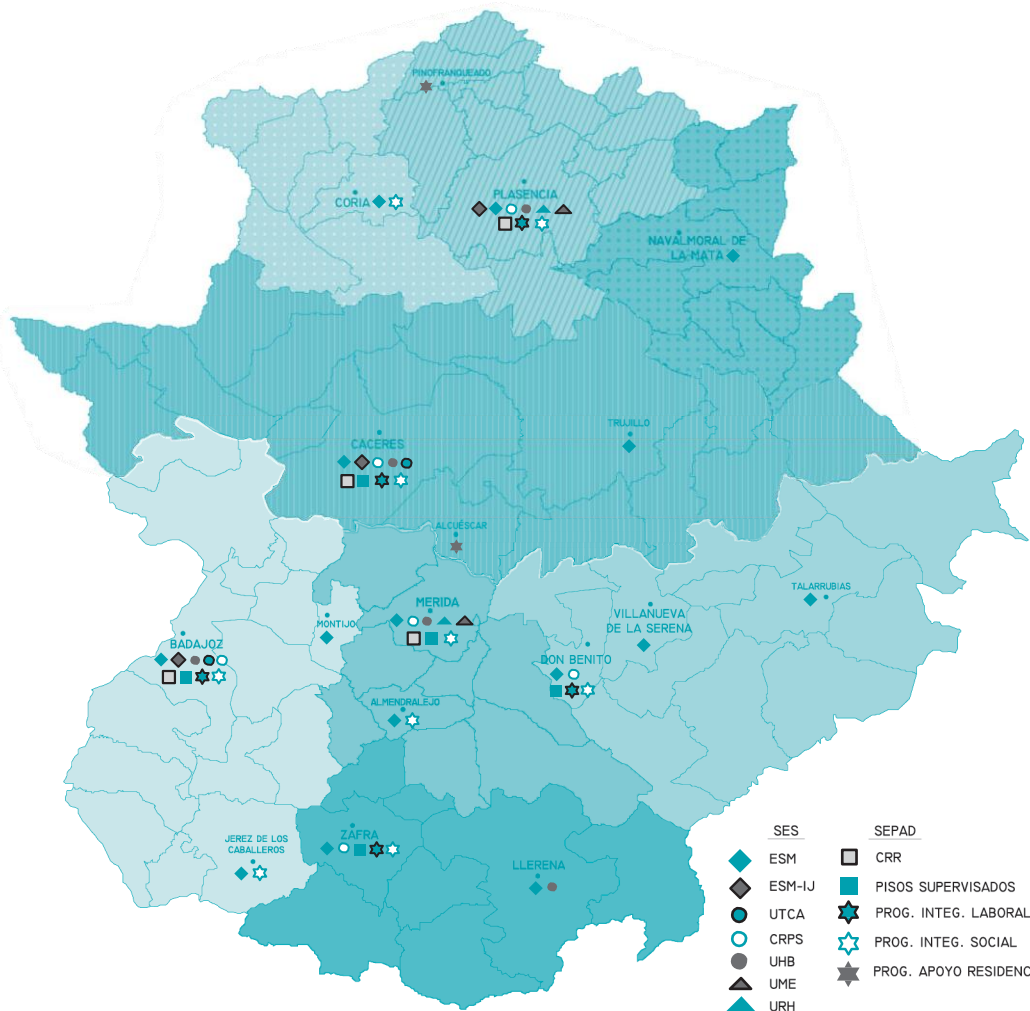 PINOFRANQUEADO
CORIA
PLASENCIA
NAVALMORAL DE
LA MATA
TRUJILLO
CACERES
ALCUÉSCAR
MERIDA
MONTIJO
BADAJOZ
VILLANUEVA
DE LA SERENA
TALARRUBIAS
DON BENITO
ALMENDRALEJO
ZAFRA
JEREZ DE LOS
CABALLEROS
LLERENA
SES
ESM
ESM-IJ
UTCA
CRPS
UHB
UME
URH
SEPAD
CRR
PISOS SUPERVISADOS
PROG. INTEG. LABORAL
PROG. INTEG. SOCIAL
PROG. APOYO RESIDENC